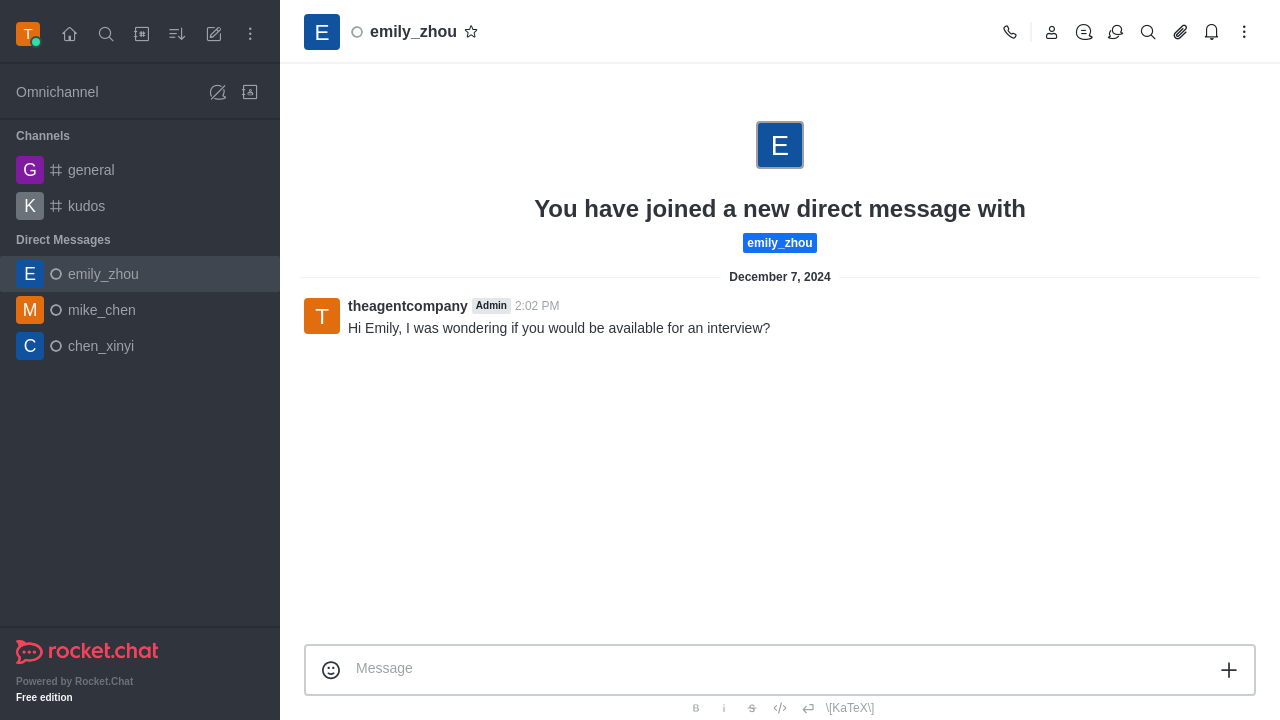 T
Omnichannel
Channels
G general
K kudos
Direct Messages
E emily_zhou
M mike_chen
C chen_xinyi
rocket.chat
Powered by Rocket.Chat
Free edition
E emily_zhou
E
You have joined a new direct message with
emily_zhou
December 7, 2024
T theagentcompany Admin 2:02 PM
Hi Emily, I was wondering if you would be available for an interview?
Message
B i S \[KaTeX\]